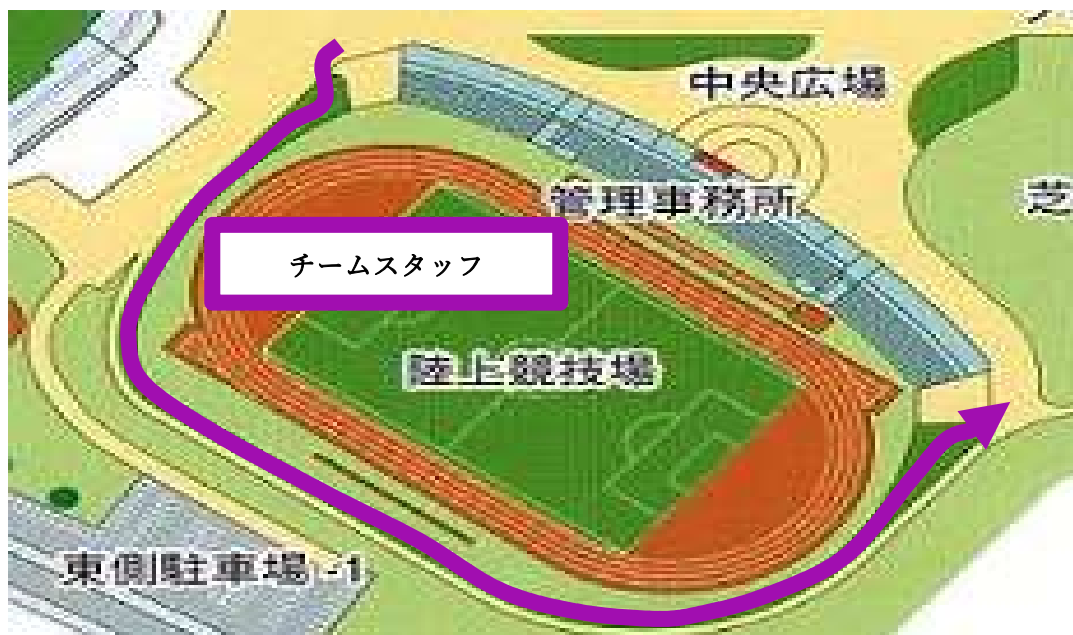 中央広場
管理事務所
芝
チームスタッフ
陸上競技場
東側駐車場-1